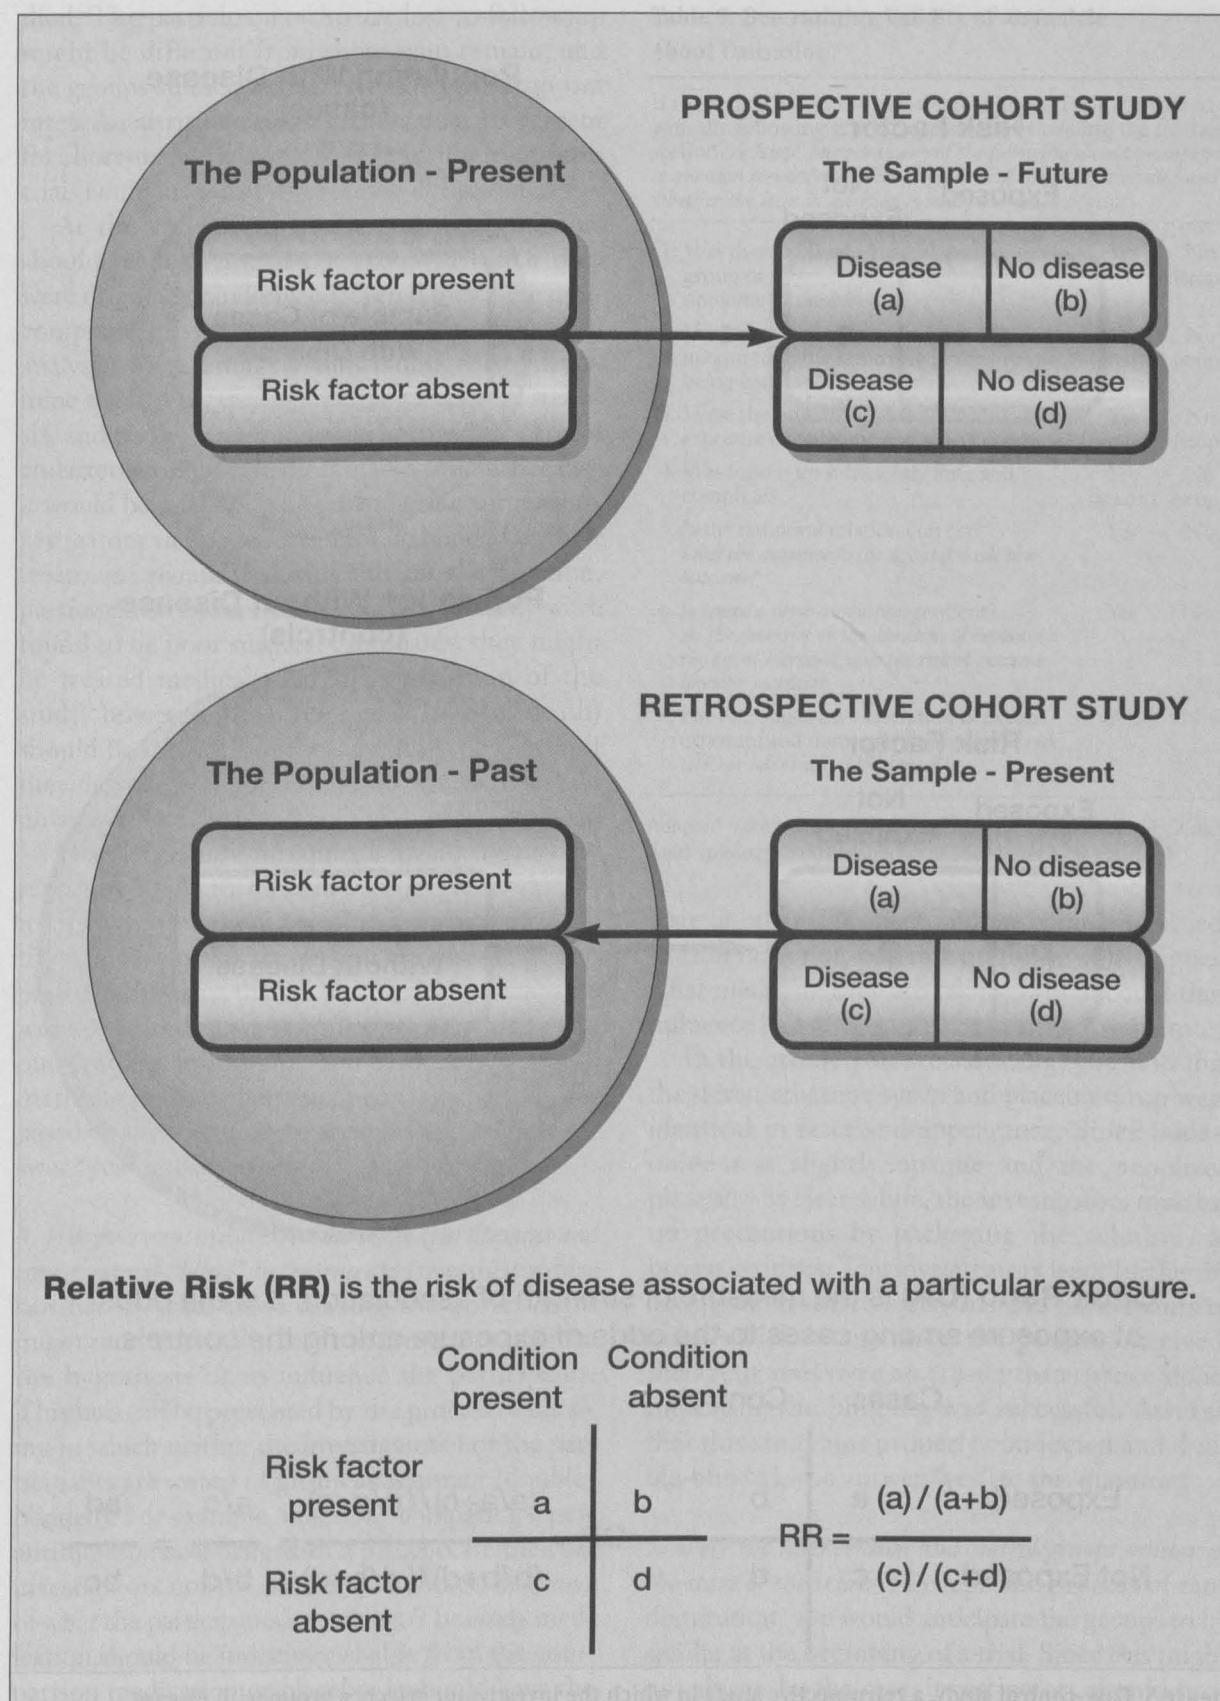 PROSPECTIVE COHORT STUDY
The Population - Present
The Sample - Future
Risk factor present
Risk factor absent
Disease
(a)
No disease
(b)
Disease
(c)
No disease
(d)
RETROSPECTIVE COHORT STUDY
The Population - Past
The Sample - Present
Risk factor present
Risk factor absent
Disease
(a)
No disease
(b)
Disease
(c)
No disease
(d)
Relative Risk (RR) is the risk of disease associated with a particular exposure.
Condition present
Condition absent
Risk factor present
a
b
Risk factor absent
c
d
RR =
(a) / (a+b)
(c) / (c+d)